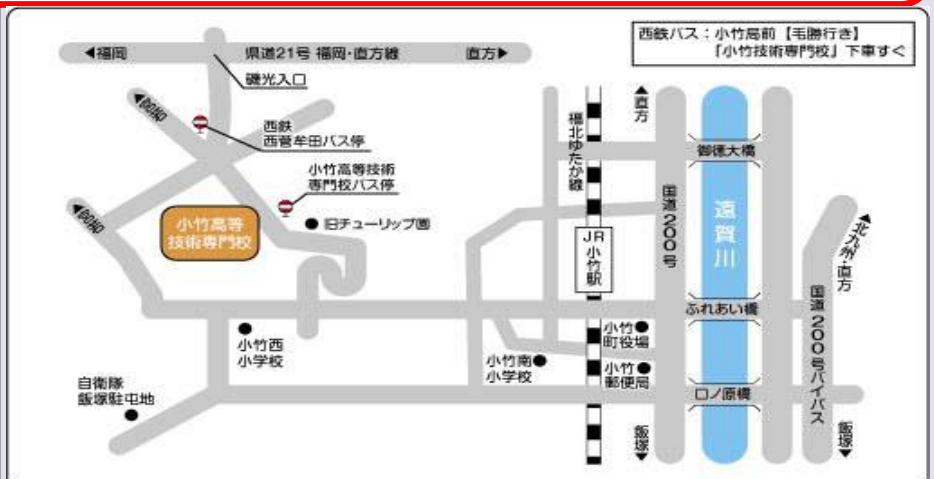 西鉄バス：小竹局前【毛勝行き】
「小竹技術専門校」下車すぐ
◀福岡
県道21号 福岡・直方線
直方▶
磯光入口
◀BOHO
西鉄
西菅牟田バス停
小竹高等技術
専門校バス停
◀BOHO
小竹高等
技術専門校
●旧チューリップ園
福北ゆたか線
▲直方
御徳大橋
国道200号
遠賀川
JR小竹駅
▲北九州・直方
国道200号バイパス
ふれあい橋
小竹西
小学校
小竹南●
小学校
小竹●
町役場
小竹●
郵便局
口ノ原橋
自衛隊
飯塚駐屯地
飯塚▼
飯塚▼